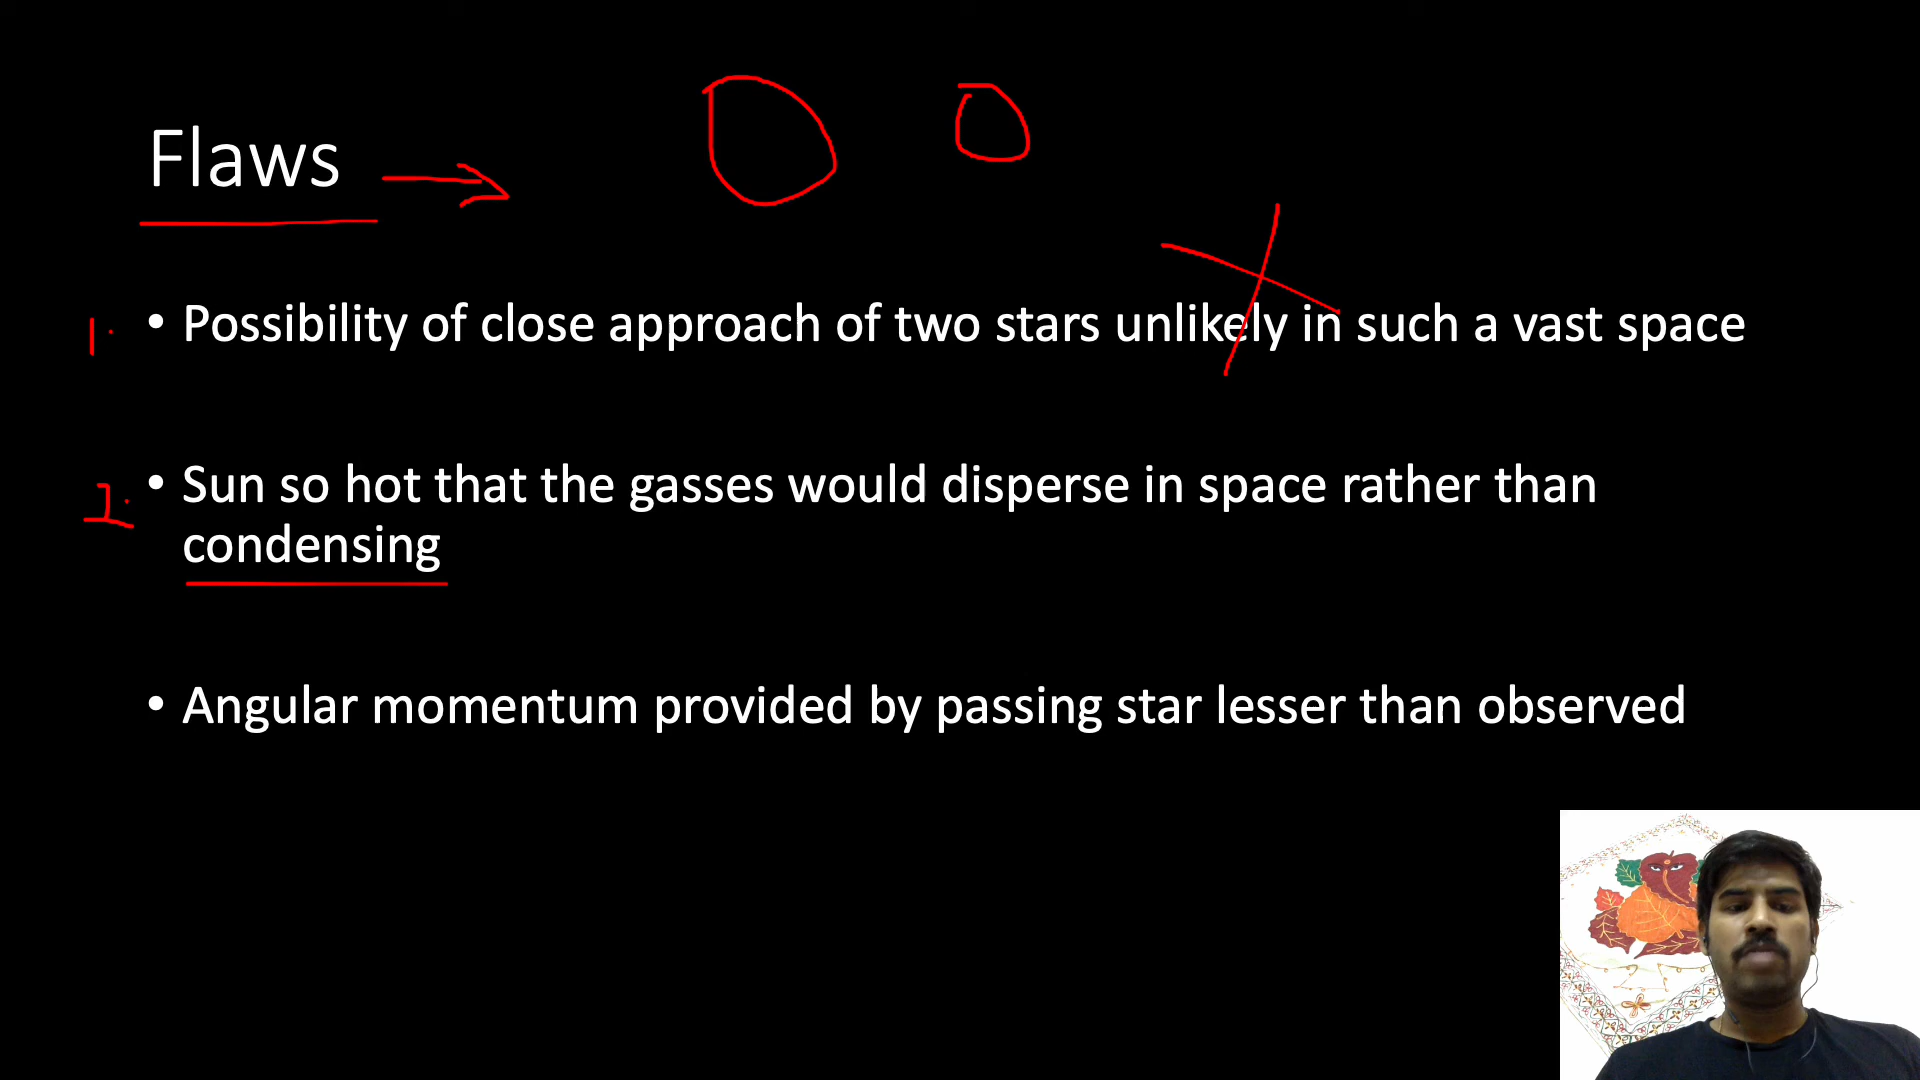 Flaws
1. • Possibility of close approach of two stars unlikely in such a vast space
2. • Sun so hot that the gasses would disperse in space rather than
condensing
• Angular momentum provided by passing star lesser than observed